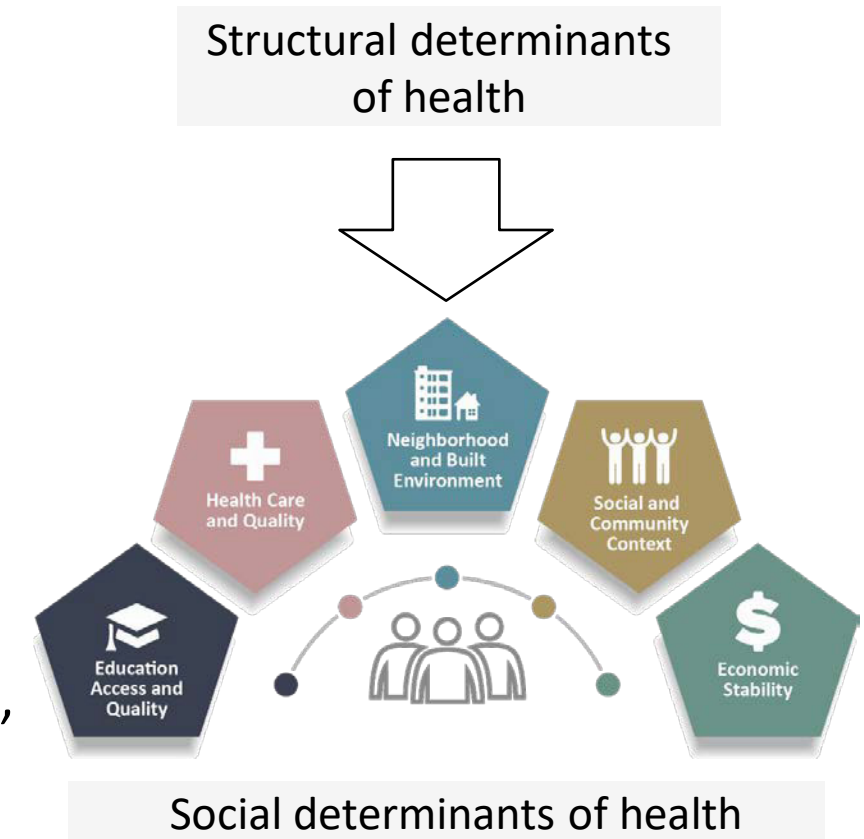 Structural determinants
of health
Neighborhood
and Built
Environment
Health Care
and Quality
Social and
Community
Context
Education
Access and
Quality
$
Economic
Stability
,
Social determinants of health